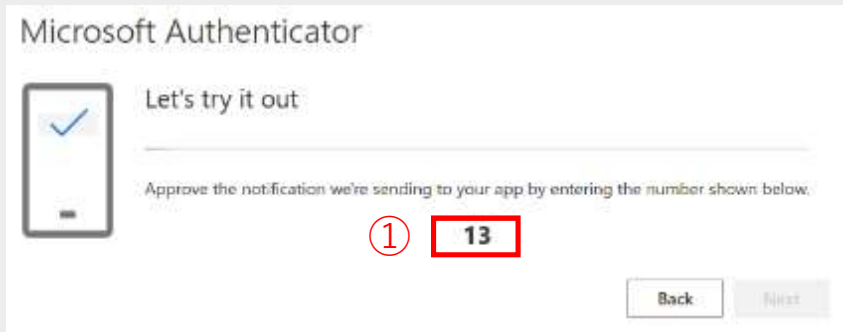 Microsoft Authenticator
Let's try it out
Approve the notification we're sending to your app by entering the number shown below.
① 13
Back Next